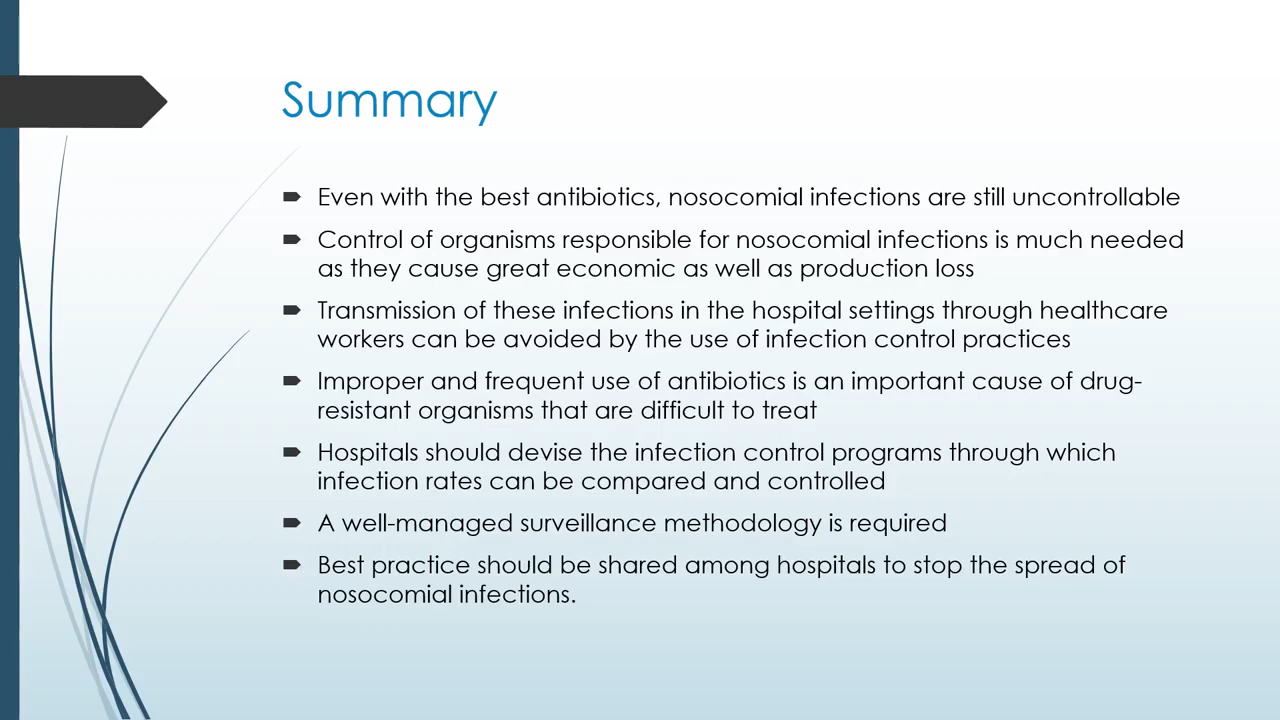 Summary
Even with the best antibiotics, nosocomial infections are still uncontrollable
Control of organisms responsible for nosocomial infections is much needed
as they cause great economic as well as production loss
Transmission of these infections in the hospital settings through healthcare
workers can be avoided by the use of infection control practices
Improper and frequent use of antibiotics is an important cause of drug-
resistant organisms that are difficult to treat
Hospitals should devise the infection control programs through which
infection rates can be compared and controlled
A well-managed surveillance methodology is required
Best practice should be shared among hospitals to stop the spread of
nosocomial infections.